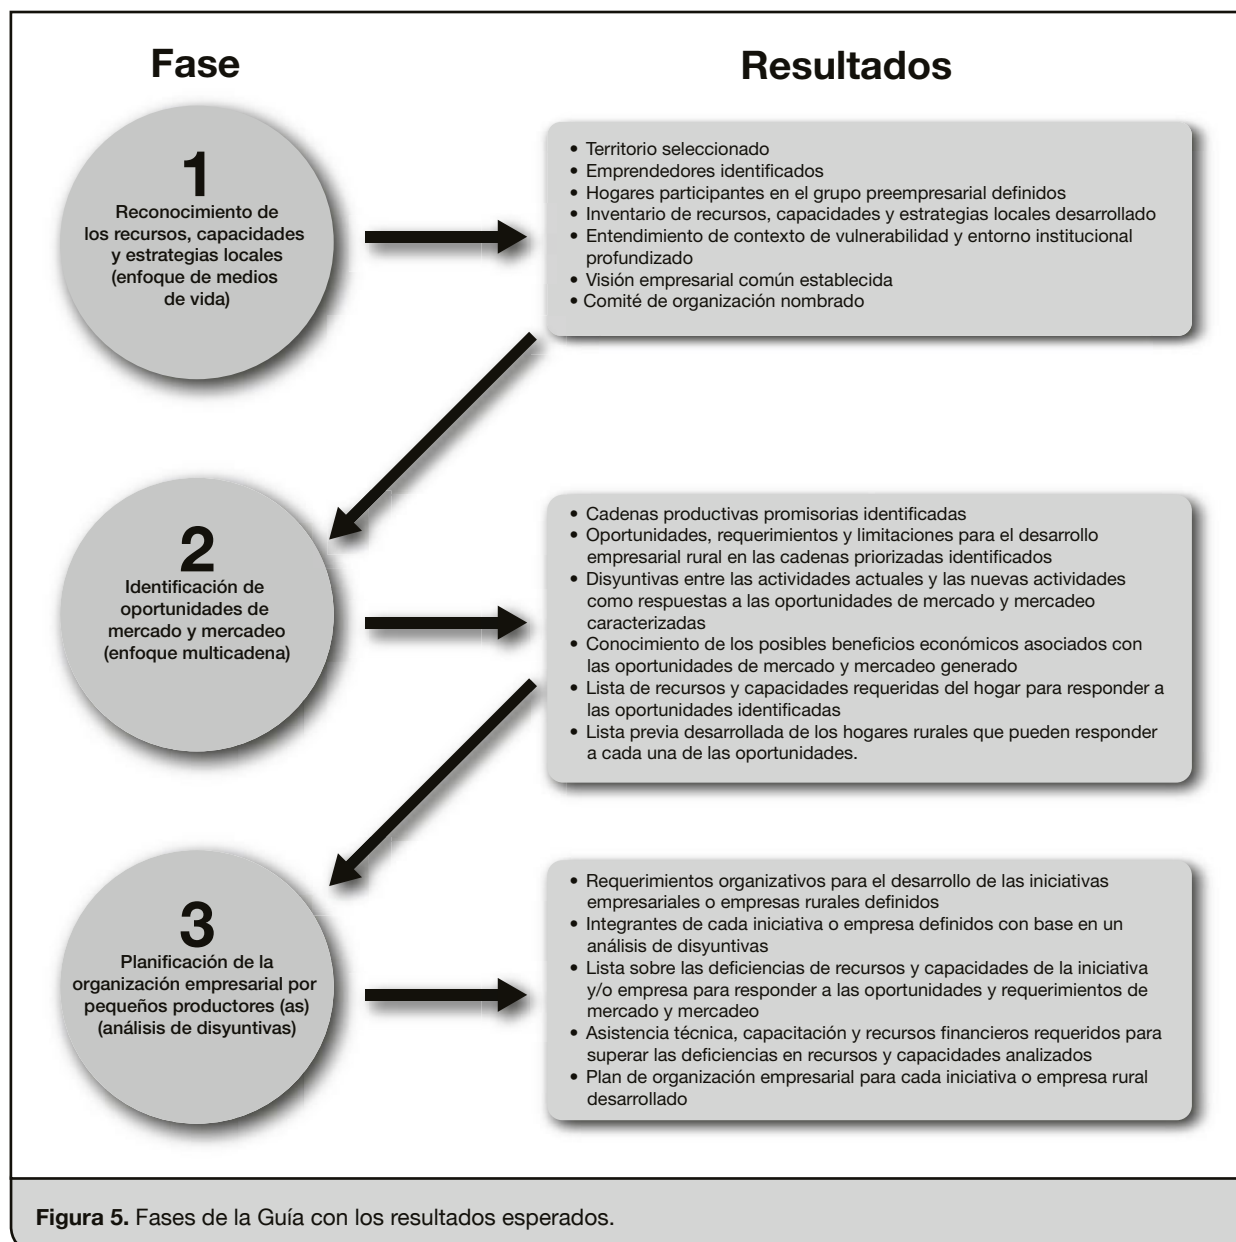 Fase
Resultados
1
Reconocimiento de
los recursos, capacidades
y estrategias locales
(enfoque de medios
de vida)
• Territorio seleccionado
• Emprendedores identificados
• Hogares participantes en el grupo preempresarial definidos
• Inventario de recursos, capacidades y estrategias locales desarrollado
• Entendimiento de contexto de vulnerabilidad y entorno institucional
profundizado
• Visión empresarial común establecida
• Comité de organización nombrado
2
Identificación de
oportunidades de
mercado y mercadeo
(enfoque multicadena)
• Cadenas productivas promisorias identificadas
• Oportunidades, requerimientos y limitaciones para el desarrollo
empresarial rural en las cadenas priorizadas identificados
• Disyuntivas entre las actividades actuales y las nuevas actividades
como respuestas a las oportunidades de mercado y mercadeo
caracterizadas
• Conocimiento de los posibles beneficios económicos asociados con
las oportunidades de mercado y mercadeo generado
• Lista de recursos y capacidades requeridas del hogar para responder a
las oportunidades identificadas
• Lista previa desarrollada de los hogares rurales que pueden responder
a cada una de las oportunidades.
3
Planificación de la
organización empresarial por
pequeños productores (as)
(análisis de disyuntivas)
• Requerimientos organizativos para el desarrollo de las iniciativas
empresariales o empresas rurales definidos
• Integrantes de cada iniciativa o empresa definidos con base en un
análisis de disyuntivas
• Lista sobre las deficiencias de recursos y capacidades de la iniciativa
y/o empresa para responder a las oportunidades y requerimientos de
mercado y mercadeo
• Asistencia técnica, capacitación y recursos financieros requeridos para
superar las deficiencias en recursos y capacidades analizados
• Plan de organización empresarial para cada iniciativa o empresa rural
desarrollado
Figura 5. Fases de la Guía con los resultados esperados.